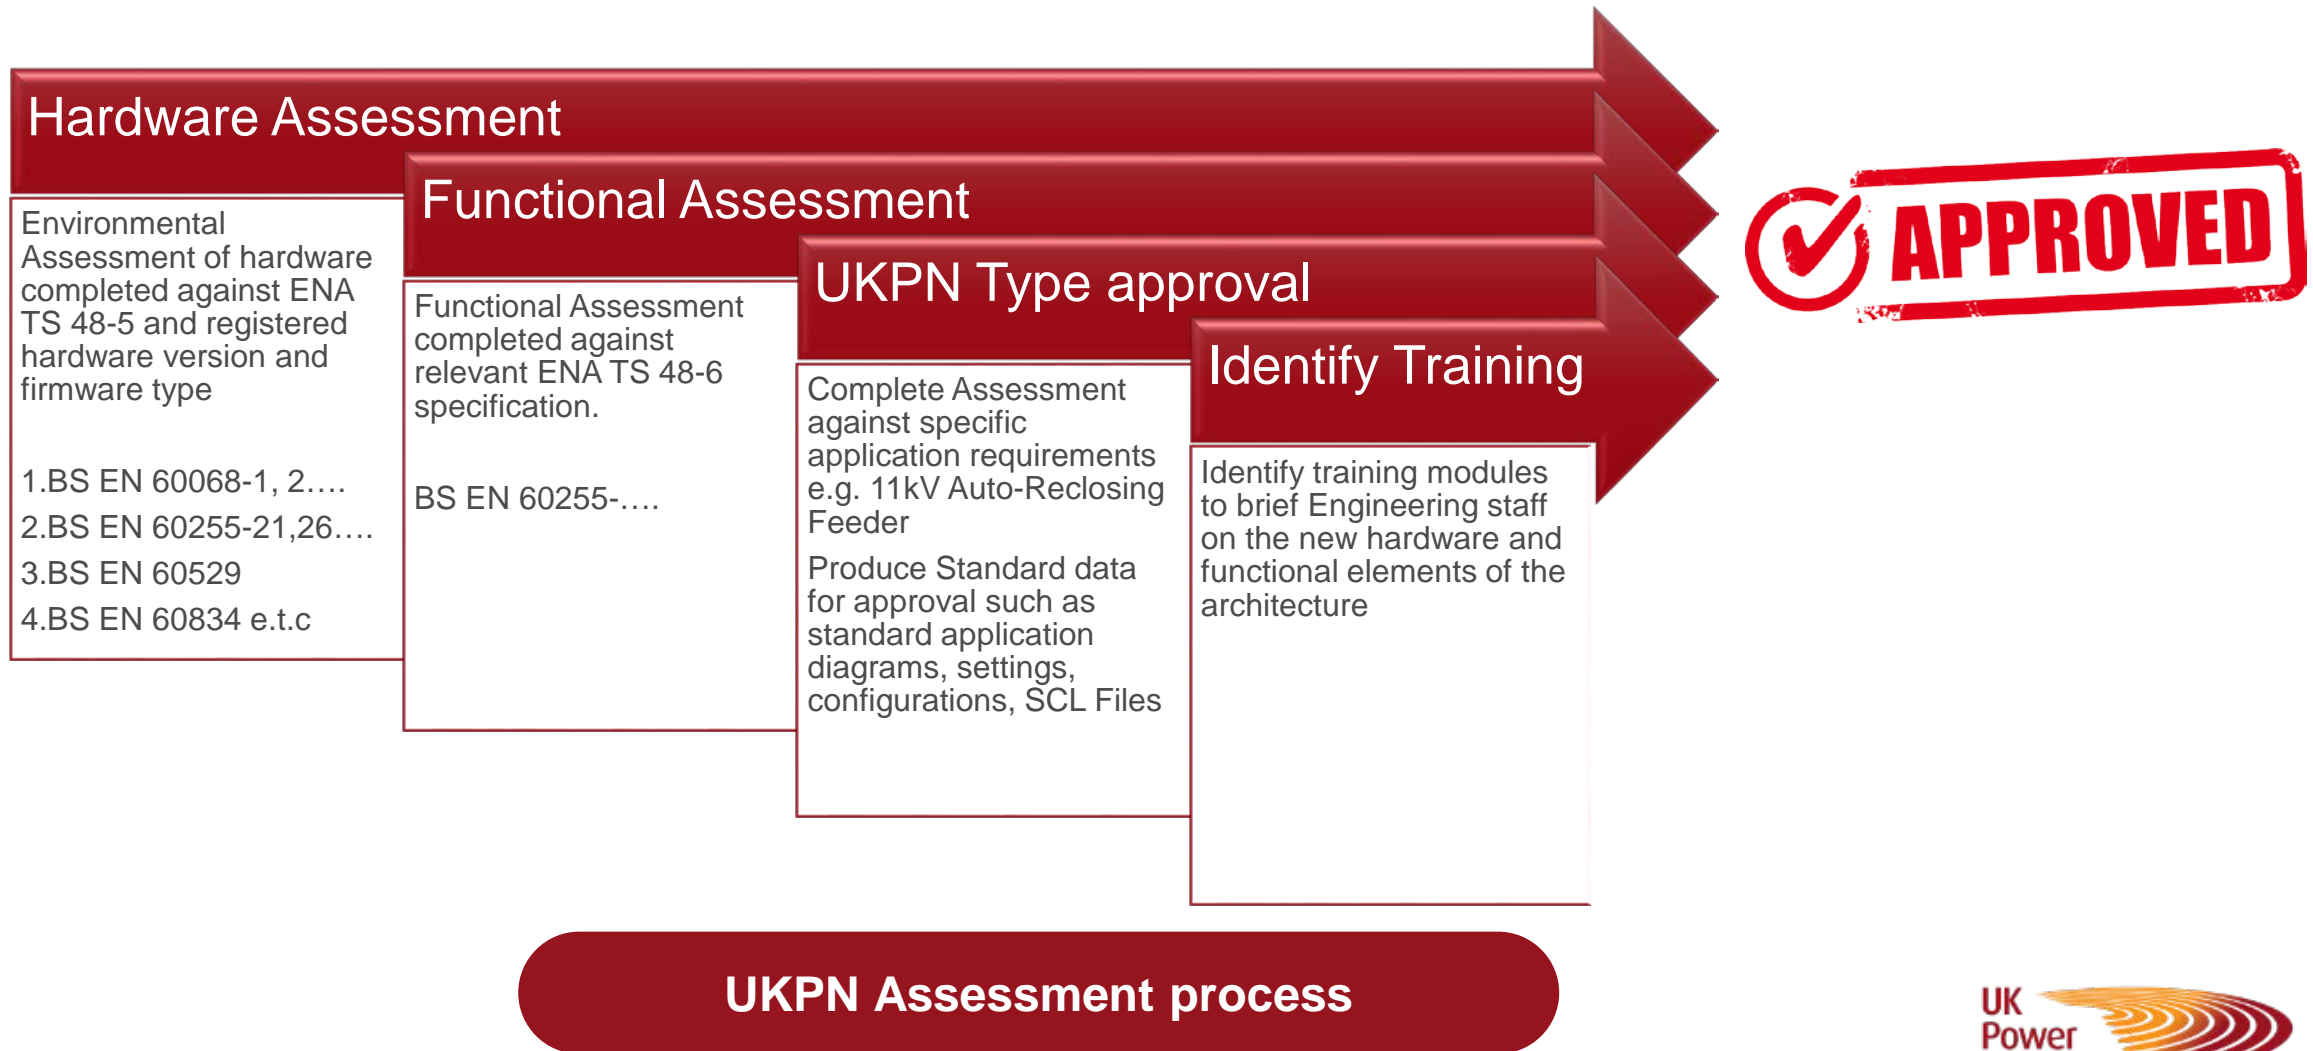 Hardware Assessment
Environmental
Assessment of hardware
completed against ENA
TS 48-5 and registered
hardware version and
firmware type
1.BS EN 60068-1, 2….
2.BS EN 60255-21,26….
3.BS EN 60529
4.BS EN 60834 e.t.c
Functional Assessment
Functional Assessment
completed against
relevant ENA TS 48-6
specification.
BS EN 60255-….
UKPN Type approval
Complete Assessment
against specific
application requirements
e.g. 11kV Auto-Reclosing
Feeder
Produce Standard data
for approval such as
standard application
diagrams, settings,
configurations, SCL Files
Identify Training
Identify training modules
to brief Engineering staff
on the new hardware and
functional elements of the
architecture
APPROVED
UKPN Assessment process
UK
Power